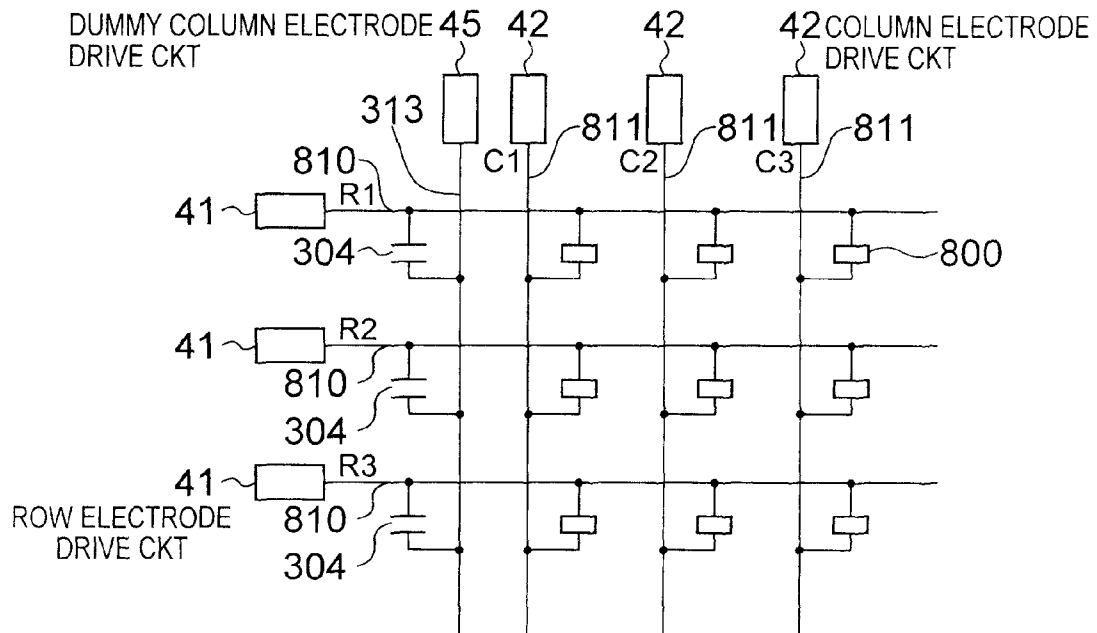 DUMMY COLUMN ELECTRODE
DRIVE CKT
45
42
42
42
COLUMN ELECTRODE
DRIVE CKT
313
811
811
811
C1
C2
C3
810
R1
41
304
800
R2
41
810
304
R3
41
810
ROW ELECTRODE
DRIVE CKT
304